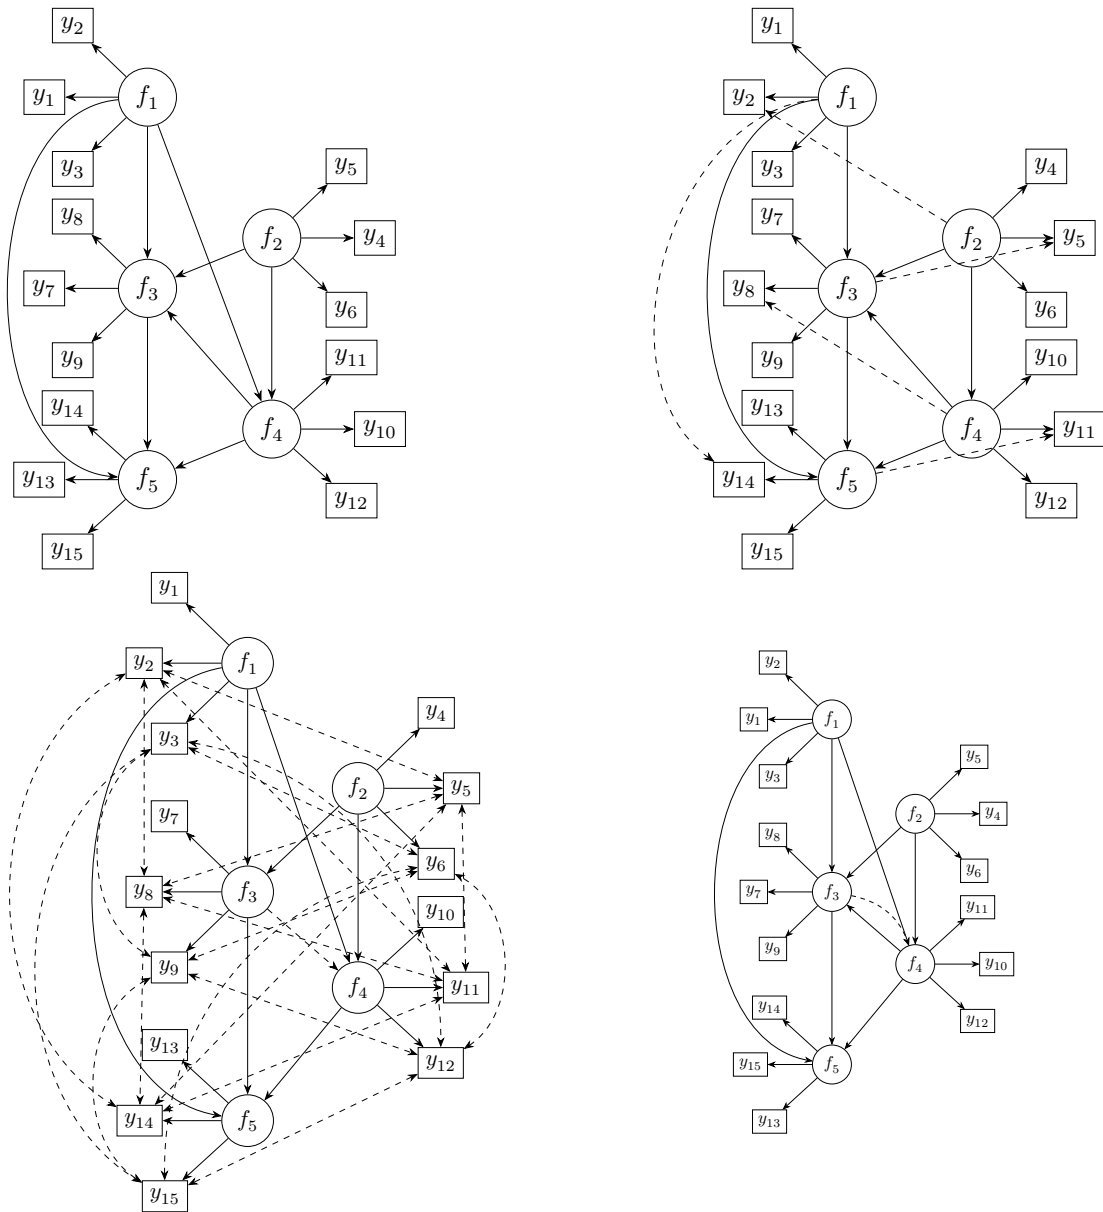 y₂
f₁
y₁
y₃
y₅
y₈
f₂
y₄
f₃
y₇
y₆
y₉
y₁₁
y₁₄
f₄
y₁₀
y₁₃
f₅
y₁₂
y₁₅
y₁
f₁
y₂
y₃
y₄
y₇
f₂
y₅
f₃
y₈
y₆
y₉
y₁₀
y₁₃
f₄
y₁₁
y₁₄
f₅
y₁₂
y₁₅
y₁
y₂
f₁
y₄
y₃
f₂
y₅
y₇
y₆
y₈
f₃
y₁₀
y₉
f₄
y₁₁
y₁₃
y₁₂
y₁₄
f₅
y₁₅
y₂
y₁
f₁
y₅
y₃
f₂
y₄
y₈
y₆
y₇
f₃
y₁₁
y₉
f₄
y₁₀
y₁₄
y₁₂
y₁₅
f₅
y₁₃